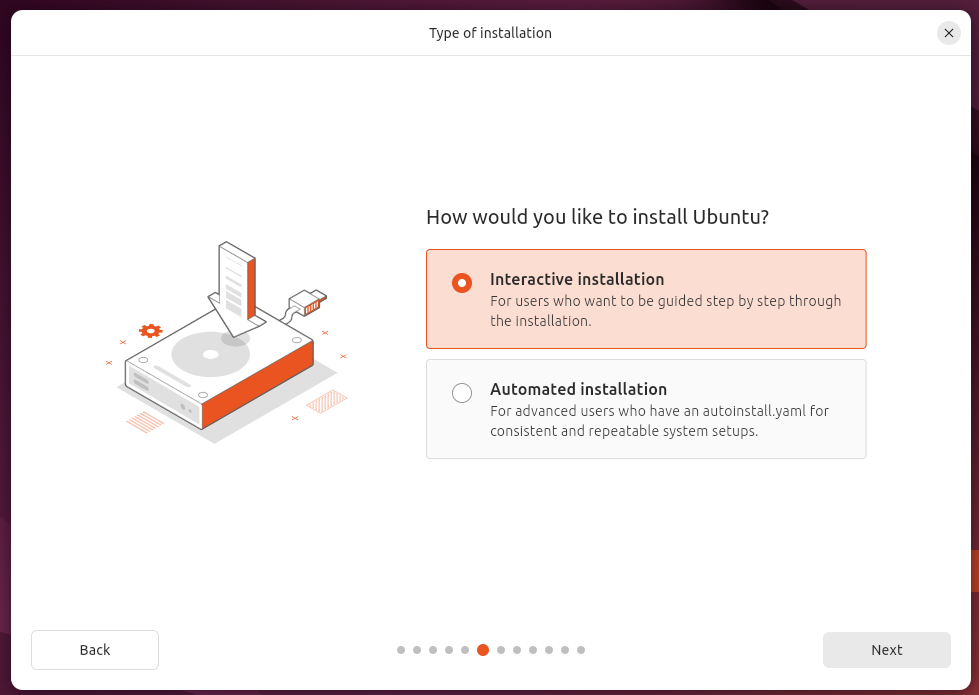 Type of installation
How would you like to install Ubuntu?
Interactive installation
For users who want to be guided step by step through
the installation.
Automated installation
For advanced users who have an autoinstall.yaml for
consistent and repeatable system setups.
Back
Next